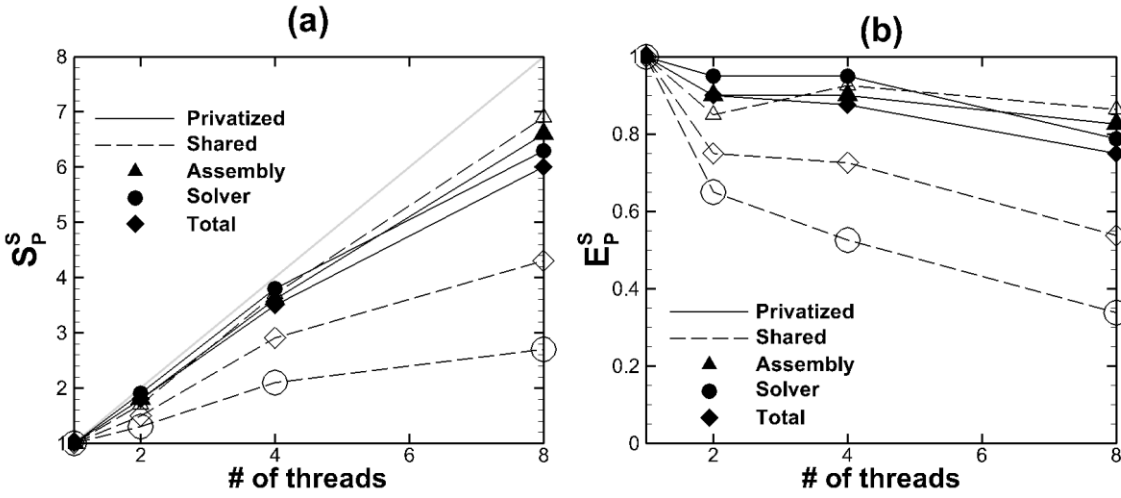 (a)
8
7
6
5
4
3
2
1
S_P^S
Privatized
Shared
Assembly
Solver
Total
2
4
6
8
# of threads
(b)
1
0.8
0.6
0.4
0.2
0
E_P^S
Privatized
Shared
Assembly
Solver
Total
2
4
6
8
# of threads